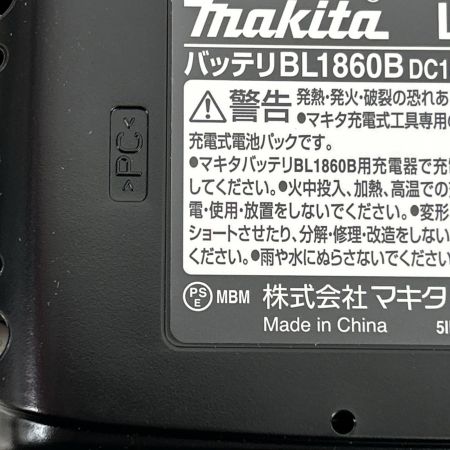 makita L
バッテリBL1860B DC1
警告 発熱・発火・破裂の恐れあ
●マキタ充電式工具専用の
充電式電池パックです。
●マキタバッテリBL1860B用充電器で充
してください。●火中投入、加熱、高温での充
電・使用・放置をしないでください。●変形
ショートさせたり、分解・修理・改造をしない
ください。●雨や水にぬらさないでくださ
PS E MBM 株式会社 マキタ
Made in China 5I
>PC<